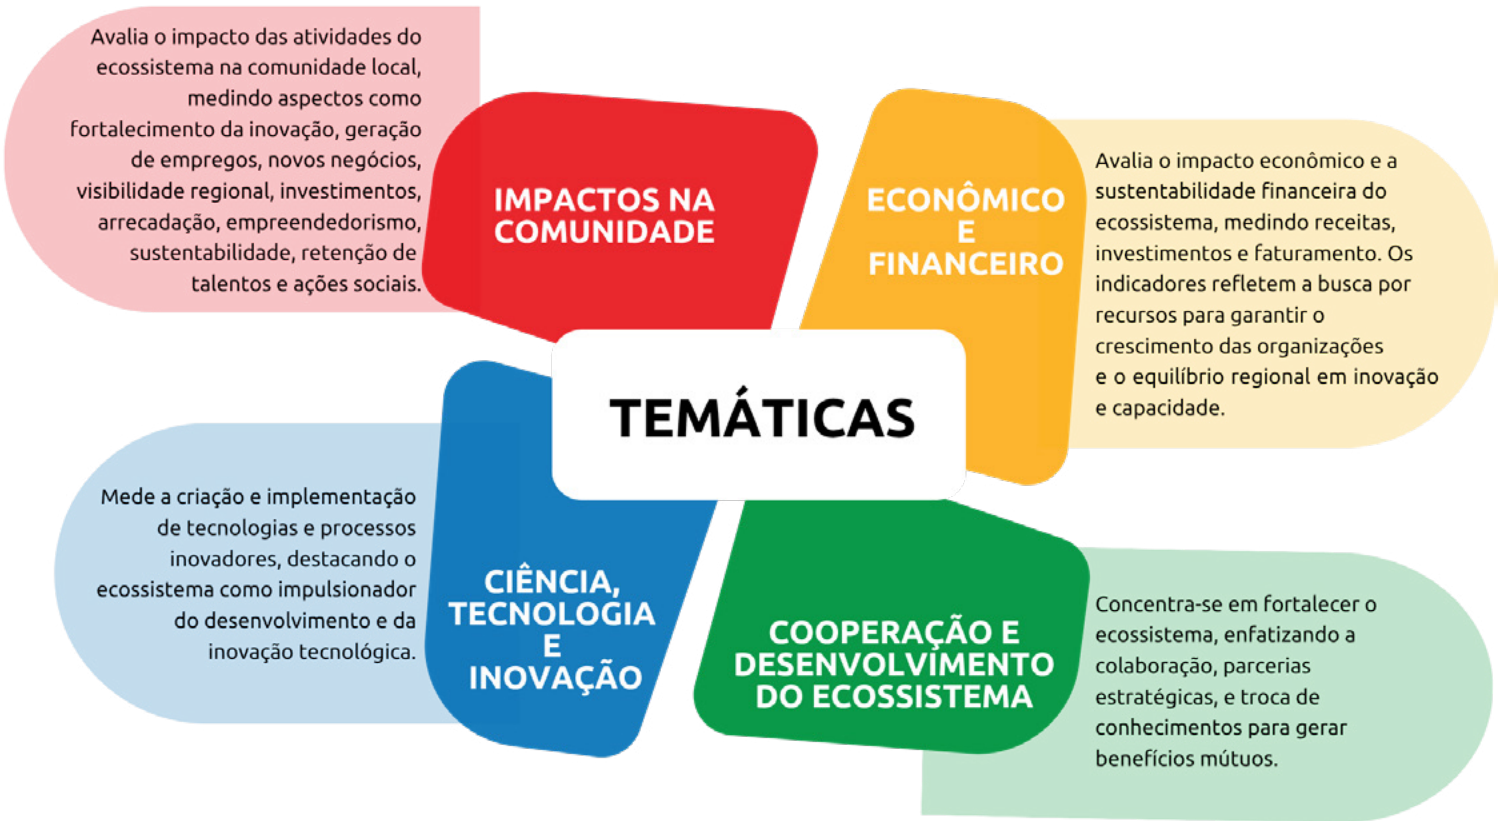 Avalia o impacto das atividades do
ecossistema na comunidade local,
medindo aspectos como
fortalecimento da inovação, geração
de empregos, novos negócios,
visibilidade regional, investimentos,
arrecadação, empreendedorismo,
sustentabilidade, retenção de
talentos e ações sociais.
IMPACTOS NA
COMUNIDADE
ECONÔMICO
E
FINANCEIRO
Avalia o impacto econômico e a
sustentabilidade financeira do
ecossistema, medindo receitas,
investimentos e faturamento. Os
indicadores refletem a busca por
recursos para garantir o
crescimento das organizações
e o equilíbrio regional em inovação
e capacidade.
TEMÁTICAS
Mede a criação e implementação
de tecnologias e processos
inovadores, destacando o
ecossistema como impulsionador
do desenvolvimento e da
inovação tecnológica.
CIÊNCIA,
TECNOLOGIA
E
INOVAÇÃO
COOPERAÇÃO E
DESENVOLVIMENTO
DO ECOSSISTEMA
Concentra-se em fortalecer o
ecossistema, enfatizando a
colaboração, parcerias
estratégicas, e troca de
conhecimentos para gerar
benefícios mútuos.